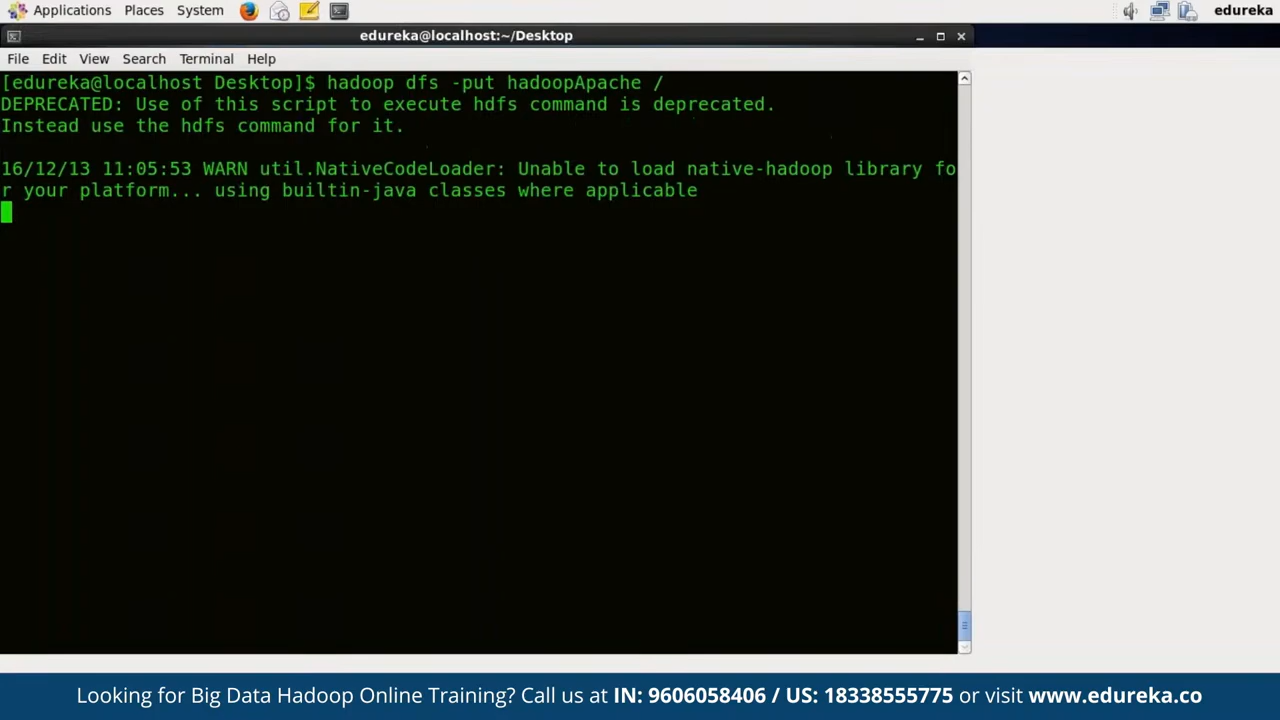 Applications Places System edureka
edureka@localhost:~/Desktop
File Edit View Search Terminal Help
[edureka@localhost Desktop]$ hadoop dfs -put hadoopApache /
DEPRECATED: Use of this script to execute hdfs command is deprecated.
Instead use the hdfs command for it.
16/12/13 11:05:53 WARN util.NativeCodeLoader: Unable to load native-hadoop library fo
r your platform... using builtin-java classes where applicable
Looking for Big Data Hadoop Online Training? Call us at IN: 9606058406 / US: 18338555775 or visit www.edureka.co